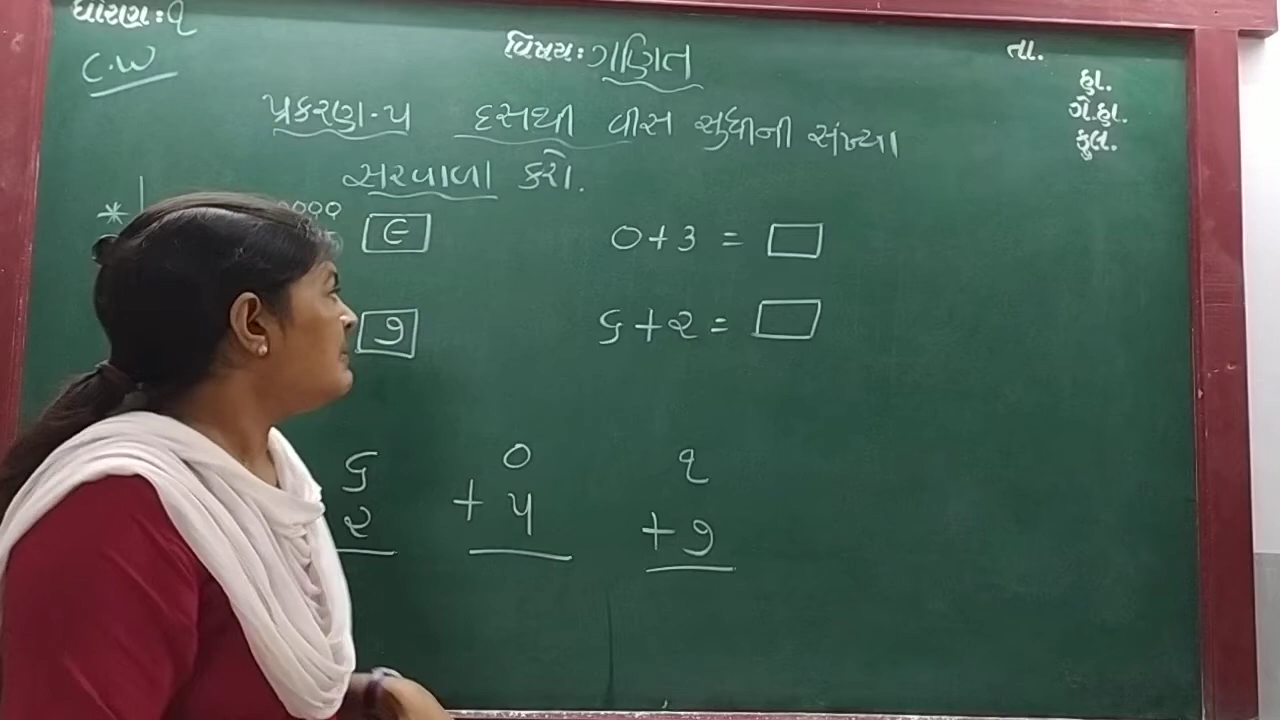 ધોરણ: ૧
વિષય: ગણિત
તા.
C.W
હા.
ગે.હા.
કુલ.
પ્રકરણ-૫ દસથી વીસ સુધીની સંખ્યા
સરવાળા કરો.
* ૯
૦+૩ =
૭
૬+૨ =
૬ ૦ ૧
૨ +૫ +૭